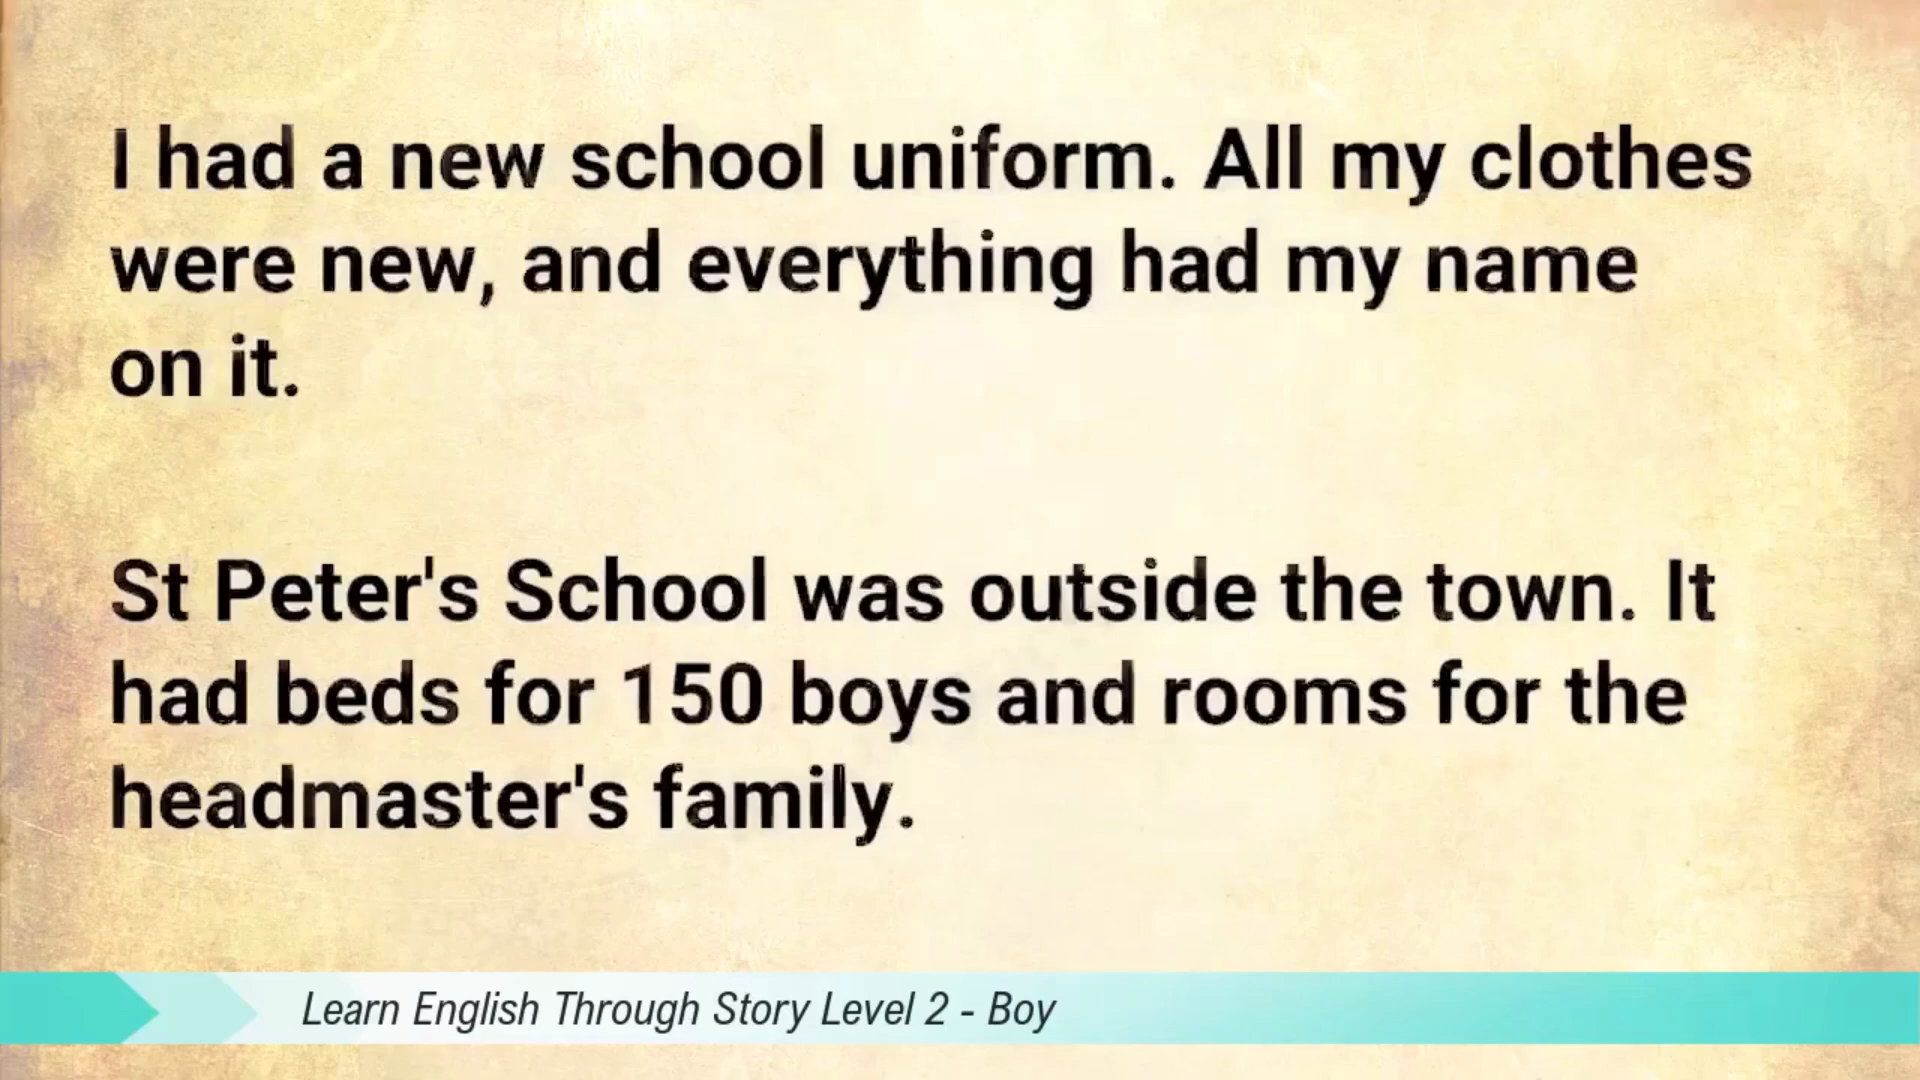 I had a new school uniform. All my clothes
were new, and everything had my name
on it.
St Peter's School was outside the town. It
had beds for 150 boys and rooms for the
headmaster's family.
Learn English Through Story Level 2 - Boy